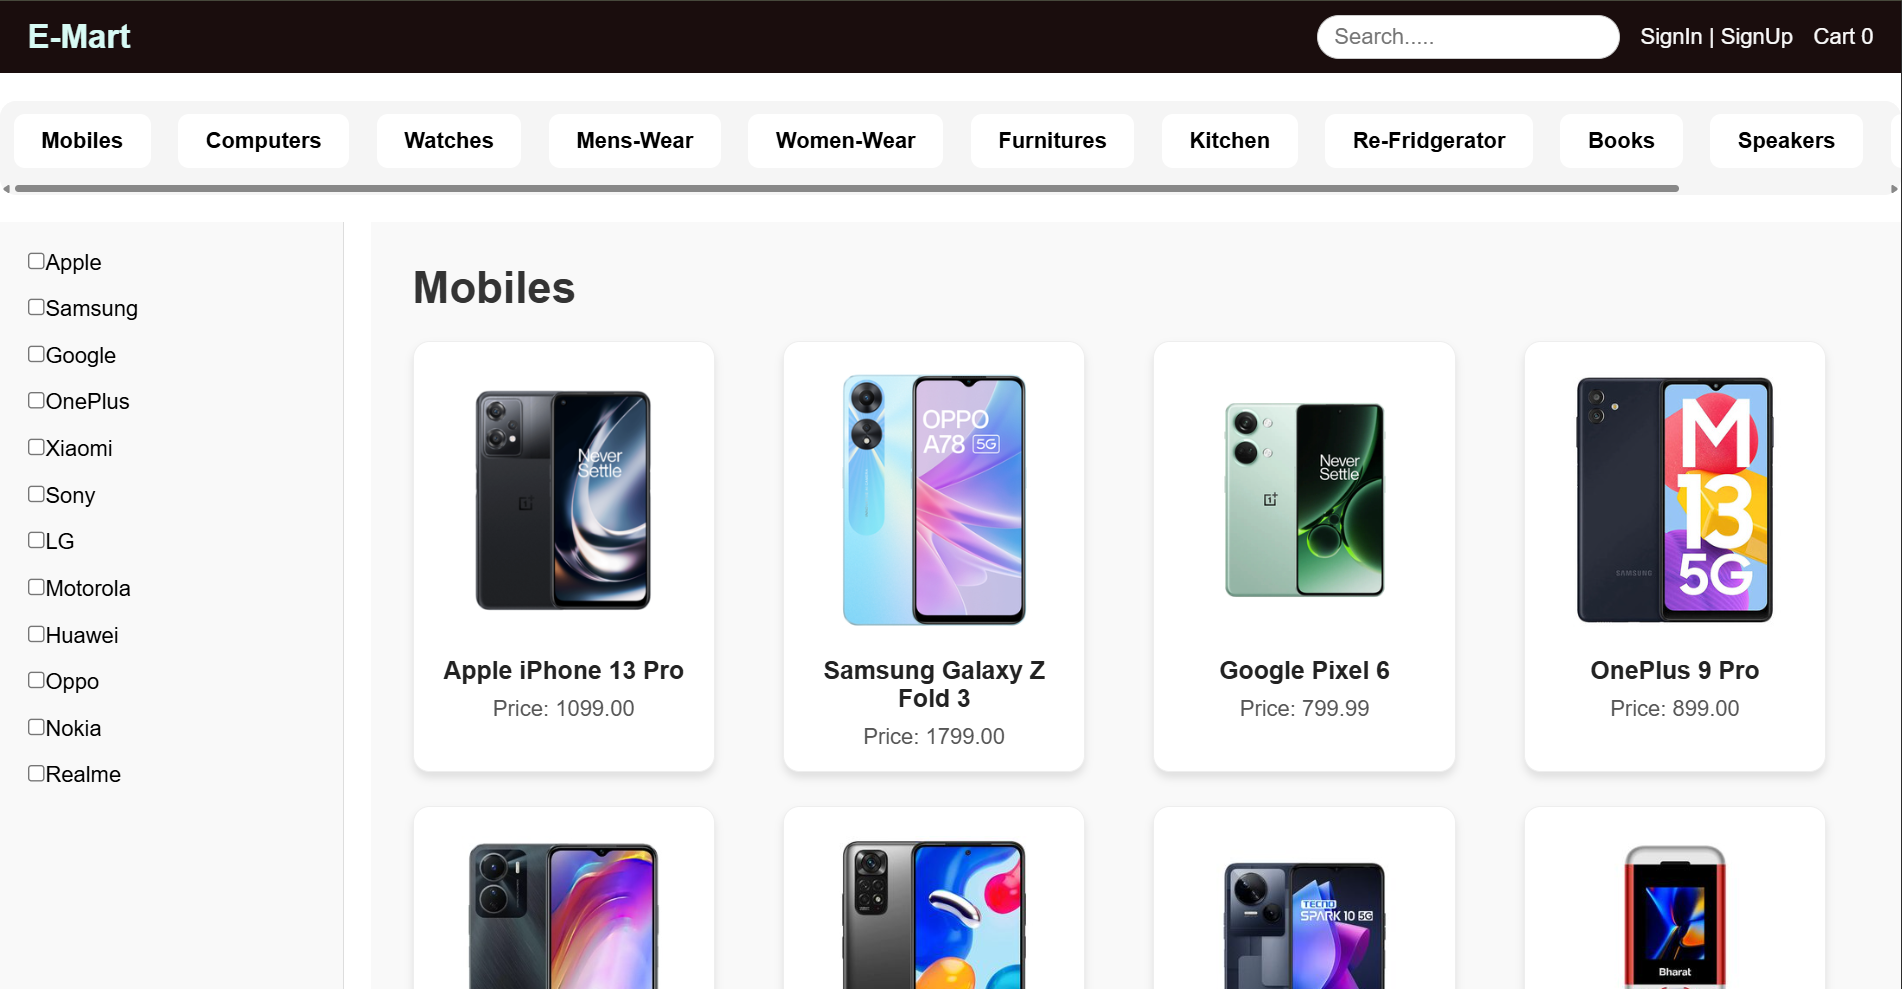 E-Mart
Search.....
SignIn | SignUp
Cart 0
Mobiles
Computers
Watches
Mens-Wear
Women-Wear
Furnitures
Kitchen
Re-Fridgerator
Books
Speakers
Apple
Samsung
Google
OnePlus
Xiaomi
Sony
LG
Motorola
Huawei
Oppo
Nokia
Realme
Mobiles
Never
Settle
Apple iPhone 13 Pro
Price: 1099.00
OPPO
A78 5G
Samsung Galaxy Z
Fold 3
Price: 1799.00
Never
Settle
Google Pixel 6
Price: 799.99
SAMSUNG
M
13
5G
OnePlus 9 Pro
Price: 899.00
TECNO
SPARK 10 5G
Bharat